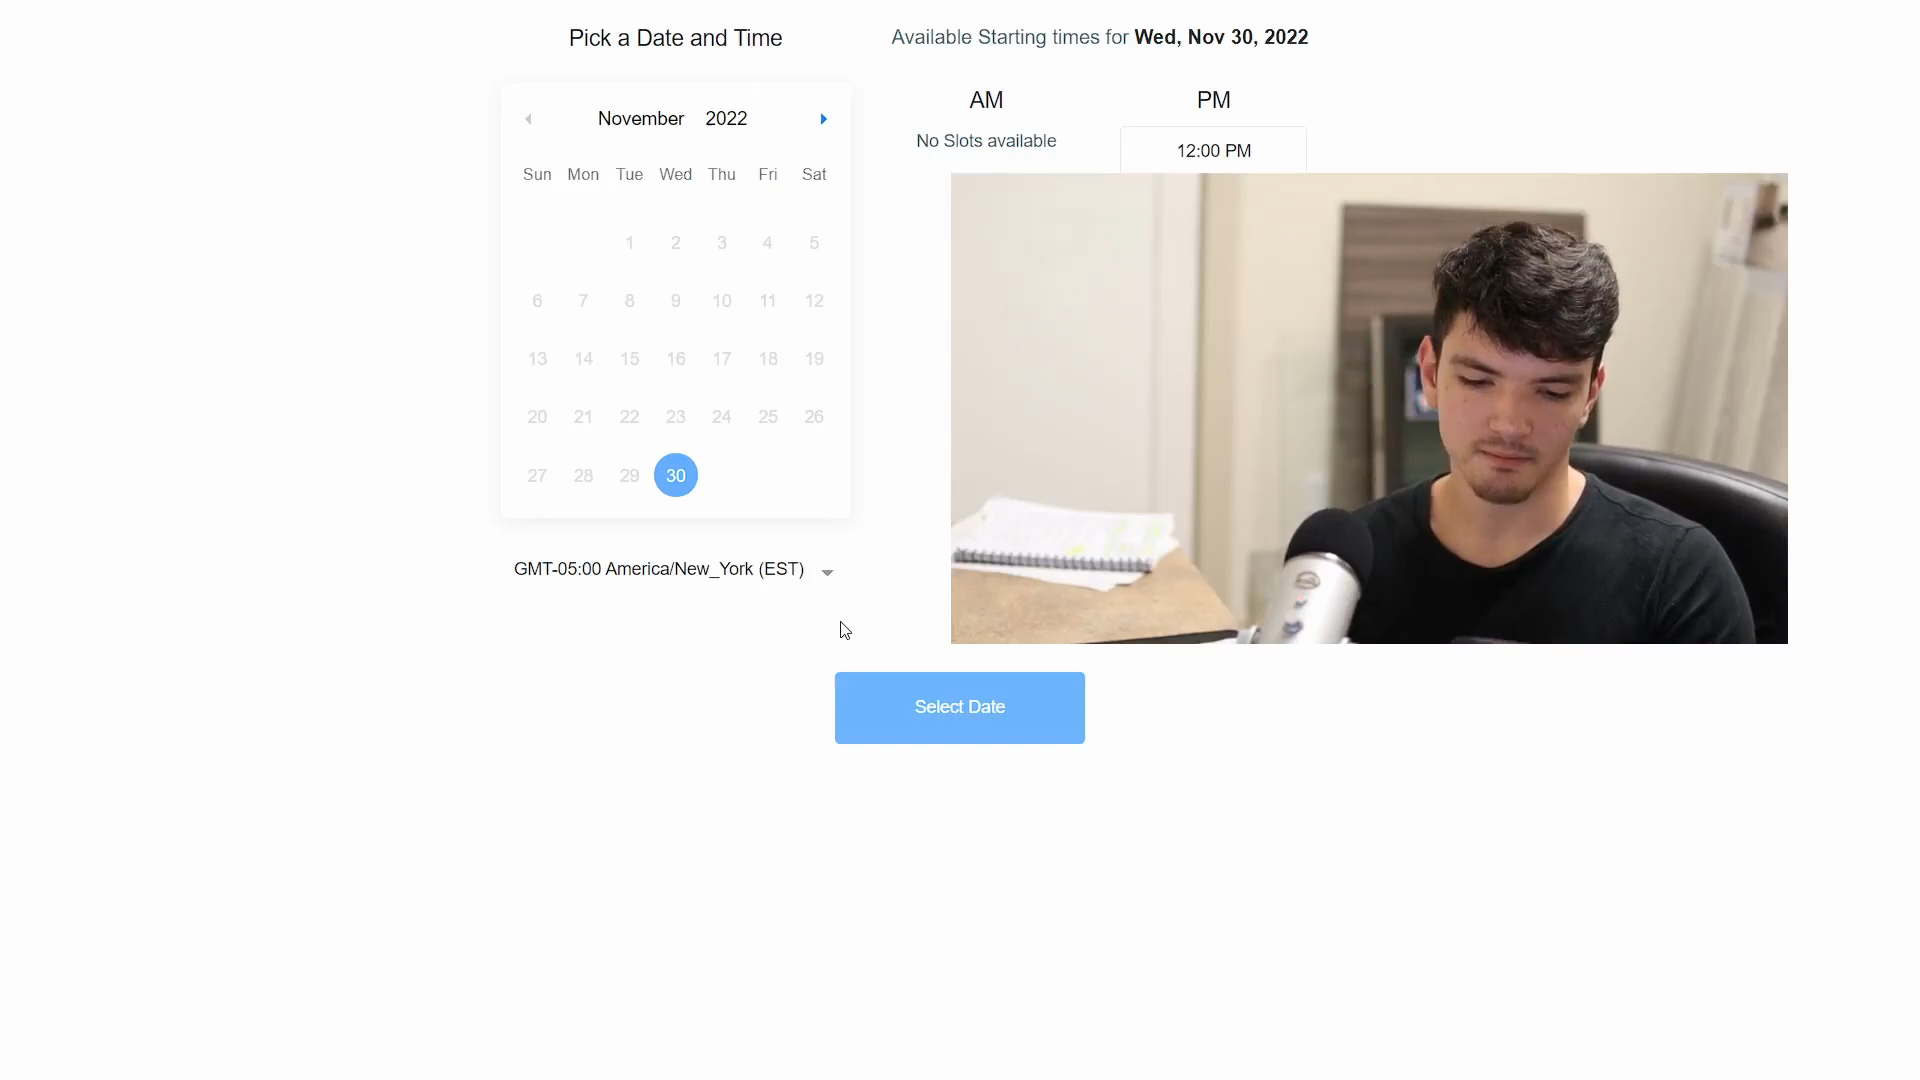 Pick a Date and Time
November 2022
Sun Mon Tue Wed Thu Fri Sat
1 2 3 4 5
6 7 8 9 10 11 12
13 14 15 16 17 18 19
20 21 22 23 24 25 26
27 28 29 30
GMT-05:00 America/New_York (EST)
Available Starting times for Wed, Nov 30, 2022
AM
No Slots available
PM
12:00 PM
Select Date